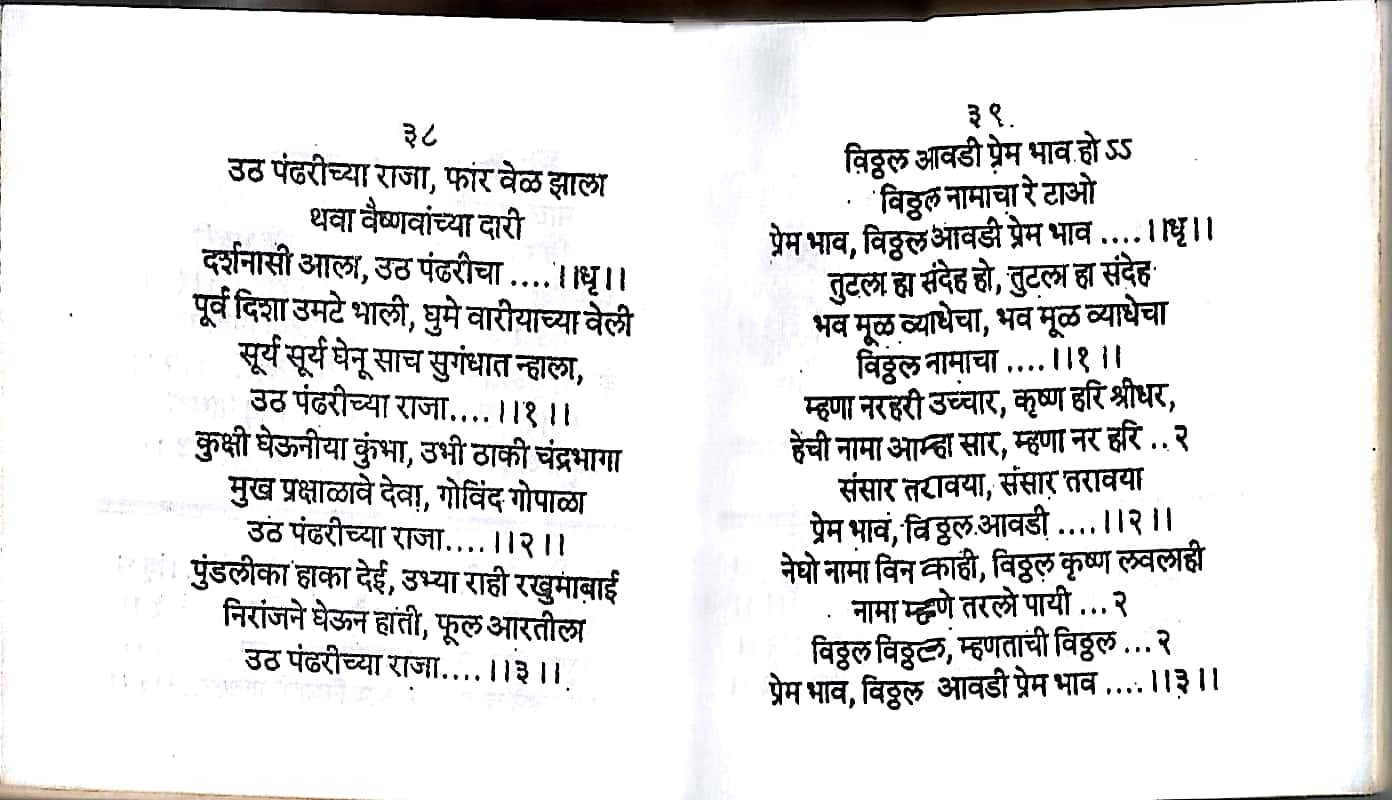 ३८
उठ पंढरीच्या राजा, फार वेळ झाला
थवा वैष्णवांच्या दारी
दर्शनासी आला, उठ पंढरीचा ....।।धृ।।
पूर्व दिशा उमटे भाली, घुमे वारीयाच्या वेली
सूर्य सूर्य घेनू साच सुगंधात न्हाला,
उठ पंढरीच्या राजा....।।१।।
कुक्षी घेऊनीया कुंभा, उभी ठाकी चंद्रभागा
मुख प्रक्षाळावे देवा, गोविंद गोपाळा
उठ पंढरीच्या राजा....।।२।।
पुंडलीका हाका देई, उभ्या राही रखुमाबाई
निरांजने घेऊन हाती, फूल आरतीला
उठ पंढरीच्या राजा....।।३।।
३९
विठ्ठल आवडी प्रेम भाव हो ऽऽ
विठ्ठल नामाचा रे टाओ
प्रेम भाव, विठ्ठल आवडी प्रेम भाव ....।।धृ।।
तुटला हा संदेह हो, तुटला हा संदेह
भव मूळ व्याधेचा, भव मूळ व्याधेचा
विठ्ठल नामाचा ....।।१।।
म्हणा नरहरी उच्चार, कृष्ण हरि श्रीधर,
हेची नामा आम्हा सार, म्हणा नर हरि ..२
संसार तरावया, संसार तरावया
प्रेम भाव, विठ्ठल आवडी ....।।२।।
नेघो नामा विन काही, विठ्ठल कृष्ण लवलाही
नामा म्हणे तरलो पायी ...२
विठ्ठल विठ्ठल, म्हणताची विठ्ठल ...२
प्रेम भाव, विठ्ठल आवडी प्रेम भाव ....।।३।।